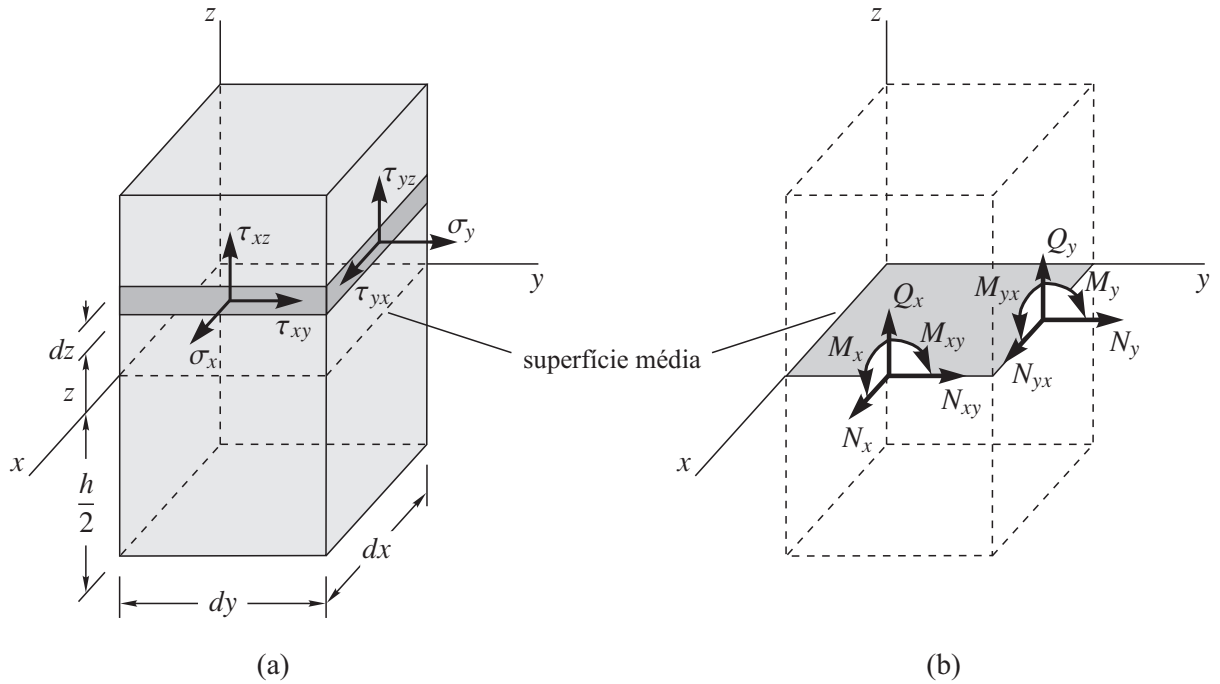 z
τyz
τxz
σy
y
τyx
τxy
σx
dz
z
x
h/2
dx
dy
(a)
superfície média
z
Qy
y
Myx
My
Qx
Mxy
Mx
Ny
Nyx
Nxy
Nx
x
(b)